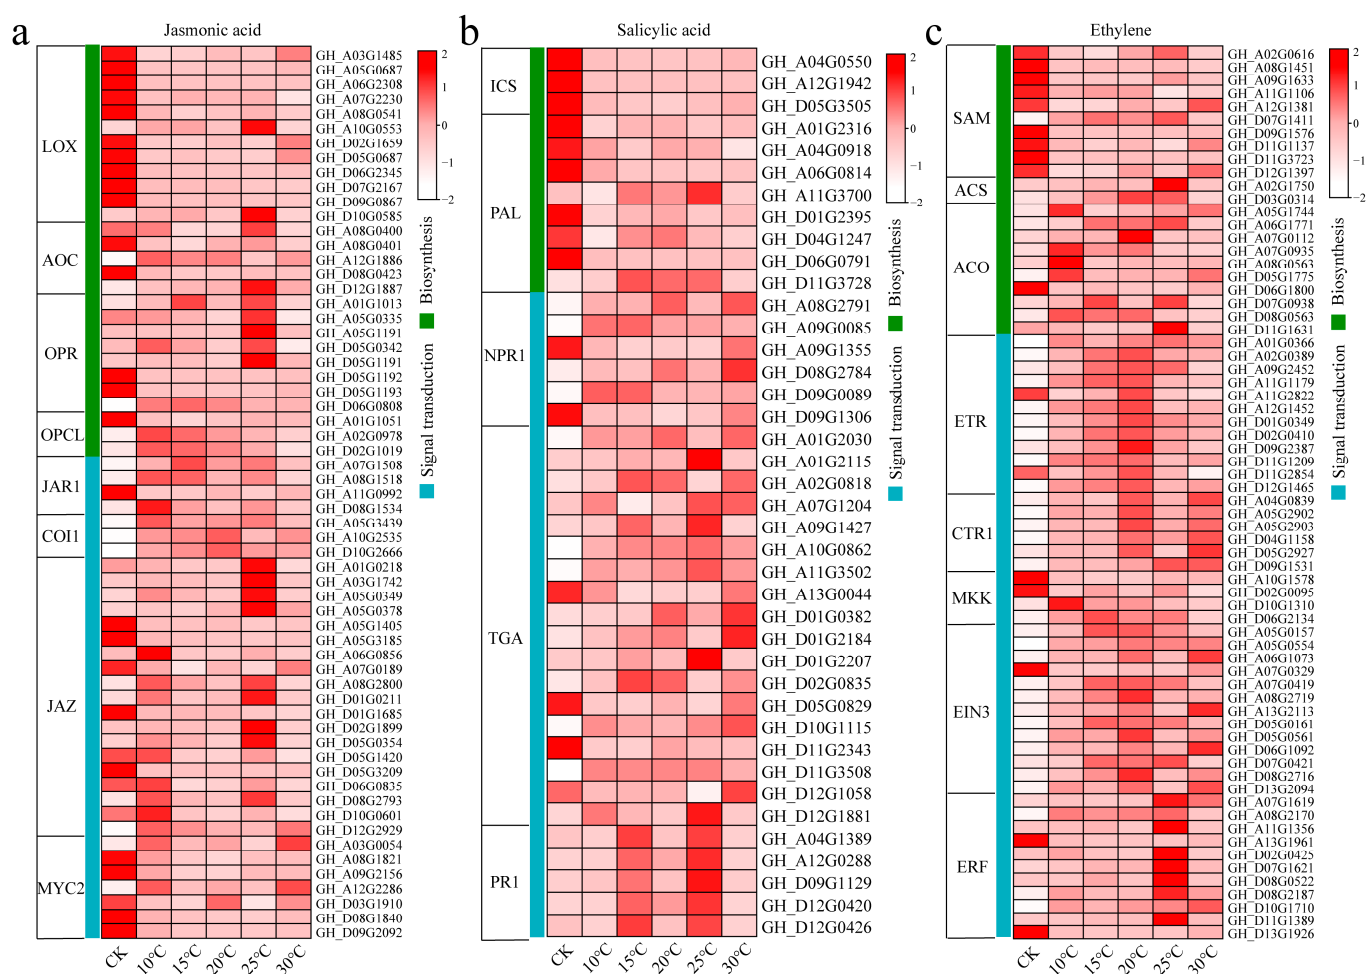 a
Jasmonic acid
LOX
AOC
OPR
OPCL
JAR1
COI1
JAZ
MYC2
GH_A03G1485
GH_A05G0687
GH_A06G2308
GH_A07G2230
GH_A08G0541
GH_A10G0553
GH_D02G1659
GH_D05G0687
GH_D06G2345
GH_D07G2167
GH_D09G0867
GH_D10G0585
GH_A08G0400
GH_A08G0401
GH_A12G1886
GH_D08G0423
GH_D12G1887
GH_A01G1013
GH_A05G0335
GH_A05G1191
GH_D05G0342
GH_D05G1191
GH_D05G1192
GH_D05G1193
GH_D06G0808
GH_A01G1051
GH_A02G0978
GH_D02G1019
GH_A07G1508
GH_A08G1518
GH_A11G0992
GH_D08G1534
GH_A05G3439
GH_A10G2535
GH_D10G2666
GH_A01G0218
GH_A03G1742
GH_A05G0349
GH_A05G0378
GH_A05G1405
GH_A05G3185
GH_A06G0856
GH_A07G0189
GH_A08G2800
GH_D01G0211
GH_D01G1685
GH_D02G1899
GH_D05G0354
GH_D05G1420
GH_D05G3209
GH_D06G0835
GH_D08G2793
GH_D10G0601
GH_D12G2929
GH_A03G0054
GH_A08G1821
GH_A09G2156
GH_A12G2286
GH_D03G1910
GH_D08G1840
GH_D09G2092
CK 10°C 15°C 20°C 25°C 30°C
2
1
0
−1
−2
Biosynthesis
Signal transduction
b
Salicylic acid
ICS
PAL
NPR1
TGA
PR1
GH_A04G0550
GH_A12G1942
GH_D05G3505
GH_A01G2316
GH_A04G0918
GH_A06G0814
GH_A11G3700
GH_D01G2395
GH_D04G1247
GH_D06G0791
GH_D11G3728
GH_A08G2791
GH_A09G0085
GH_A09G1355
GH_D08G2784
GH_D09G0089
GH_D09G1306
GH_A01G2030
GH_A01G2115
GH_A02G0818
GH_A07G1204
GH_A09G1427
GH_A10G0862
GH_A11G3502
GH_A13G0044
GH_D01G0382
GH_D01G2184
GH_D01G2207
GH_D02G0835
GH_D05G0829
GH_D10G1115
GH_D11G2343
GH_D11G3508
GH_D12G1058
GH_D12G1881
GH_A04G1389
GH_A12G0288
GH_D09G1129
GH_D12G0420
GH_D12G0426
CK 10°C 15°C 20°C 25°C 30°C
2
1
0
−1
−2
Biosynthesis
Signal transduction
c
Ethylene
SAM
ACS
ACO
ETR
CTR1
MKK
EIN3
ERF
GH_A02G0616
GH_A08G1451
GH_A09G1633
GH_A11G1106
GH_A12G1381
GH_D07G1411
GH_D09G1576
GH_D11G1137
GH_D11G3723
GH_D12G1397
GH_A02G1750
GH_D03G0314
GH_A05G1744
GH_A06G1771
GH_A07G0112
GH_A07G0935
GH_A08G0563
GH_D05G1775
GH_D06G1800
GH_D07G0938
GH_D08G0563
GH_D11G1631
GH_A01G0366
GH_A02G0389
GH_A09G2452
GH_A11G1179
GH_A11G2822
GH_A12G1452
GH_D01G0349
GH_D02G0410
GH_D09G2387
GH_D11G1209
GH_D11G2854
GH_D12G1465
GH_A04G0839
GH_A05G2902
GH_A05G2903
GH_D04G1158
GH_D05G2927
GH_D09G1531
GH_A10G1578
GH_D02G0095
GH_D10G1310
GH_D06G2134
GH_A05G0157
GH_A05G0554
GH_A06G1073
GH_A07G0329
GH_A07G0419
GH_A08G2719
GH_A13G2113
GH_D05G0161
GH_D05G0561
GH_D06G1092
GH_D07G0421
GH_D08G2716
GH_D13G2094
GH_A07G1619
GH_A08G2170
GH_A11G1356
GH_A13G1961
GH_D02G0425
GH_D07G1621
GH_D08G0522
GH_D08G2187
GH_D10G1710
GH_D11G1389
GH_D13G1926
CK 10°C 15°C 20°C 25°C 30°C
2
1
0
−1
−2
Biosynthesis
Signal transduction